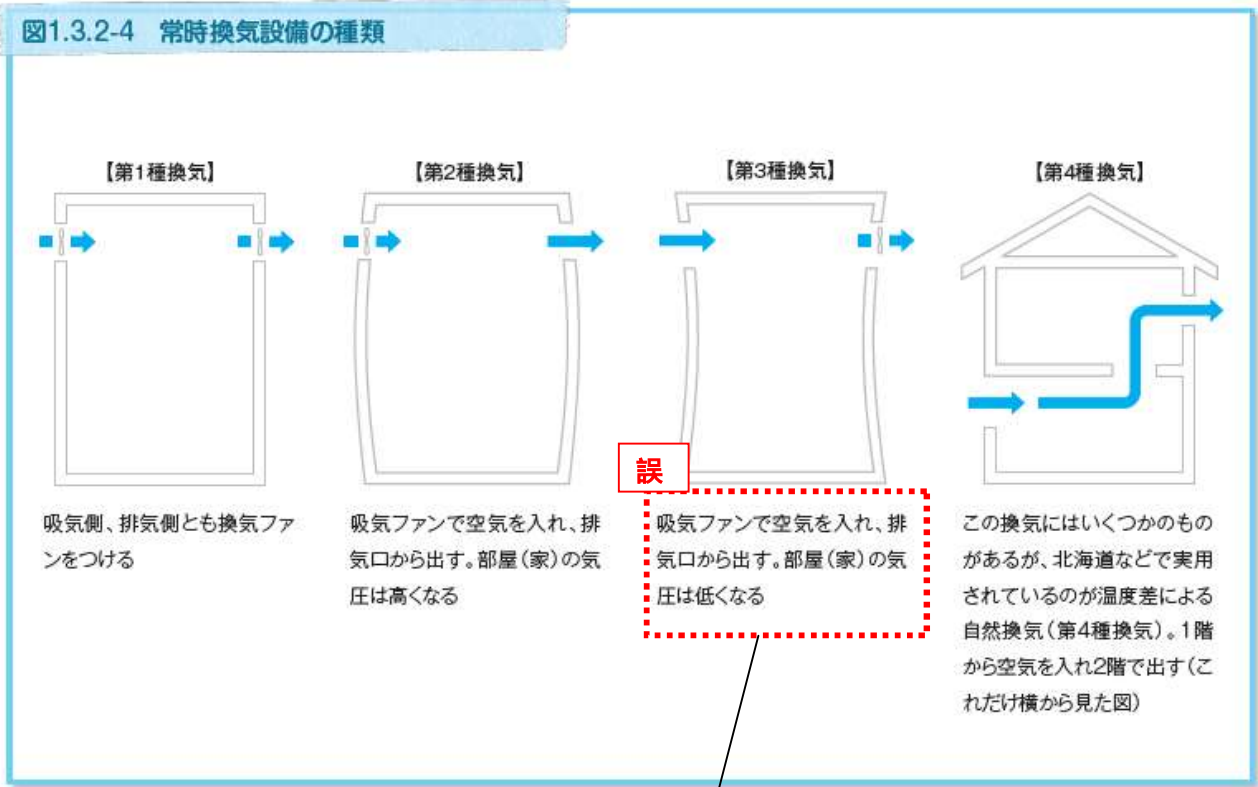 図1.3.2-4 常時換気設備の種類
【第1種換気】
吸気側、排気側とも換気ファ
ンをつける
【第2種換気】
吸気ファンで空気を入れ、排
気口から出す。部屋(家)の気
圧は高くなる
【第3種換気】
誤
吸気ファンで空気を入れ、排
気口から出す。部屋(家)の気
圧は低くなる
【第4種換気】
この換気にはいくつかのもの
があるが、北海道などで実用
されているのが温度差による
自然換気(第4種換気)。1階
から空気を入れ2階で出す(こ
れだけ横から見た図)